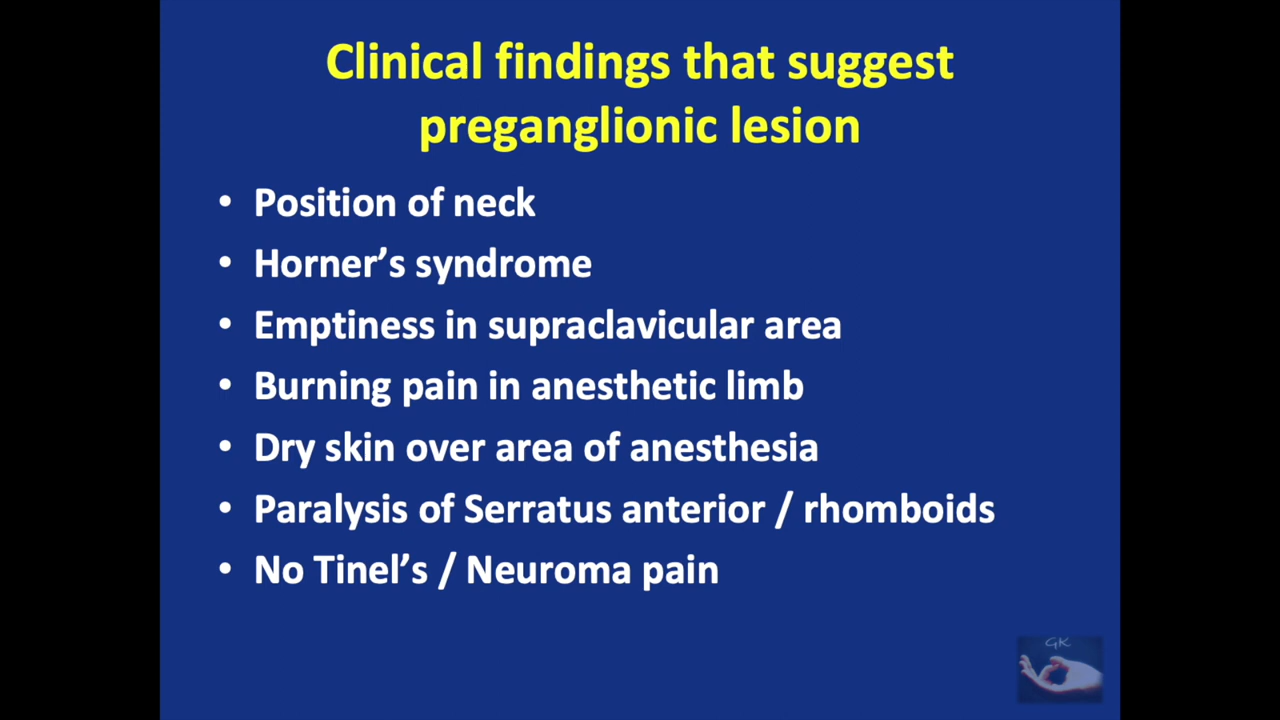 Clinical findings that suggest
preganglionic lesion
• Position of neck
• Horner’s syndrome
• Emptiness in supraclavicular area
• Burning pain in anesthetic limb
• Dry skin over area of anesthesia
• Paralysis of Serratus anterior / rhomboids
• No Tinel’s / Neuroma pain
GK